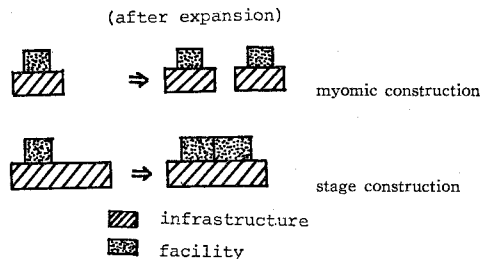 (after expansion)
myomic construction
stage construction
infrastructure
facility